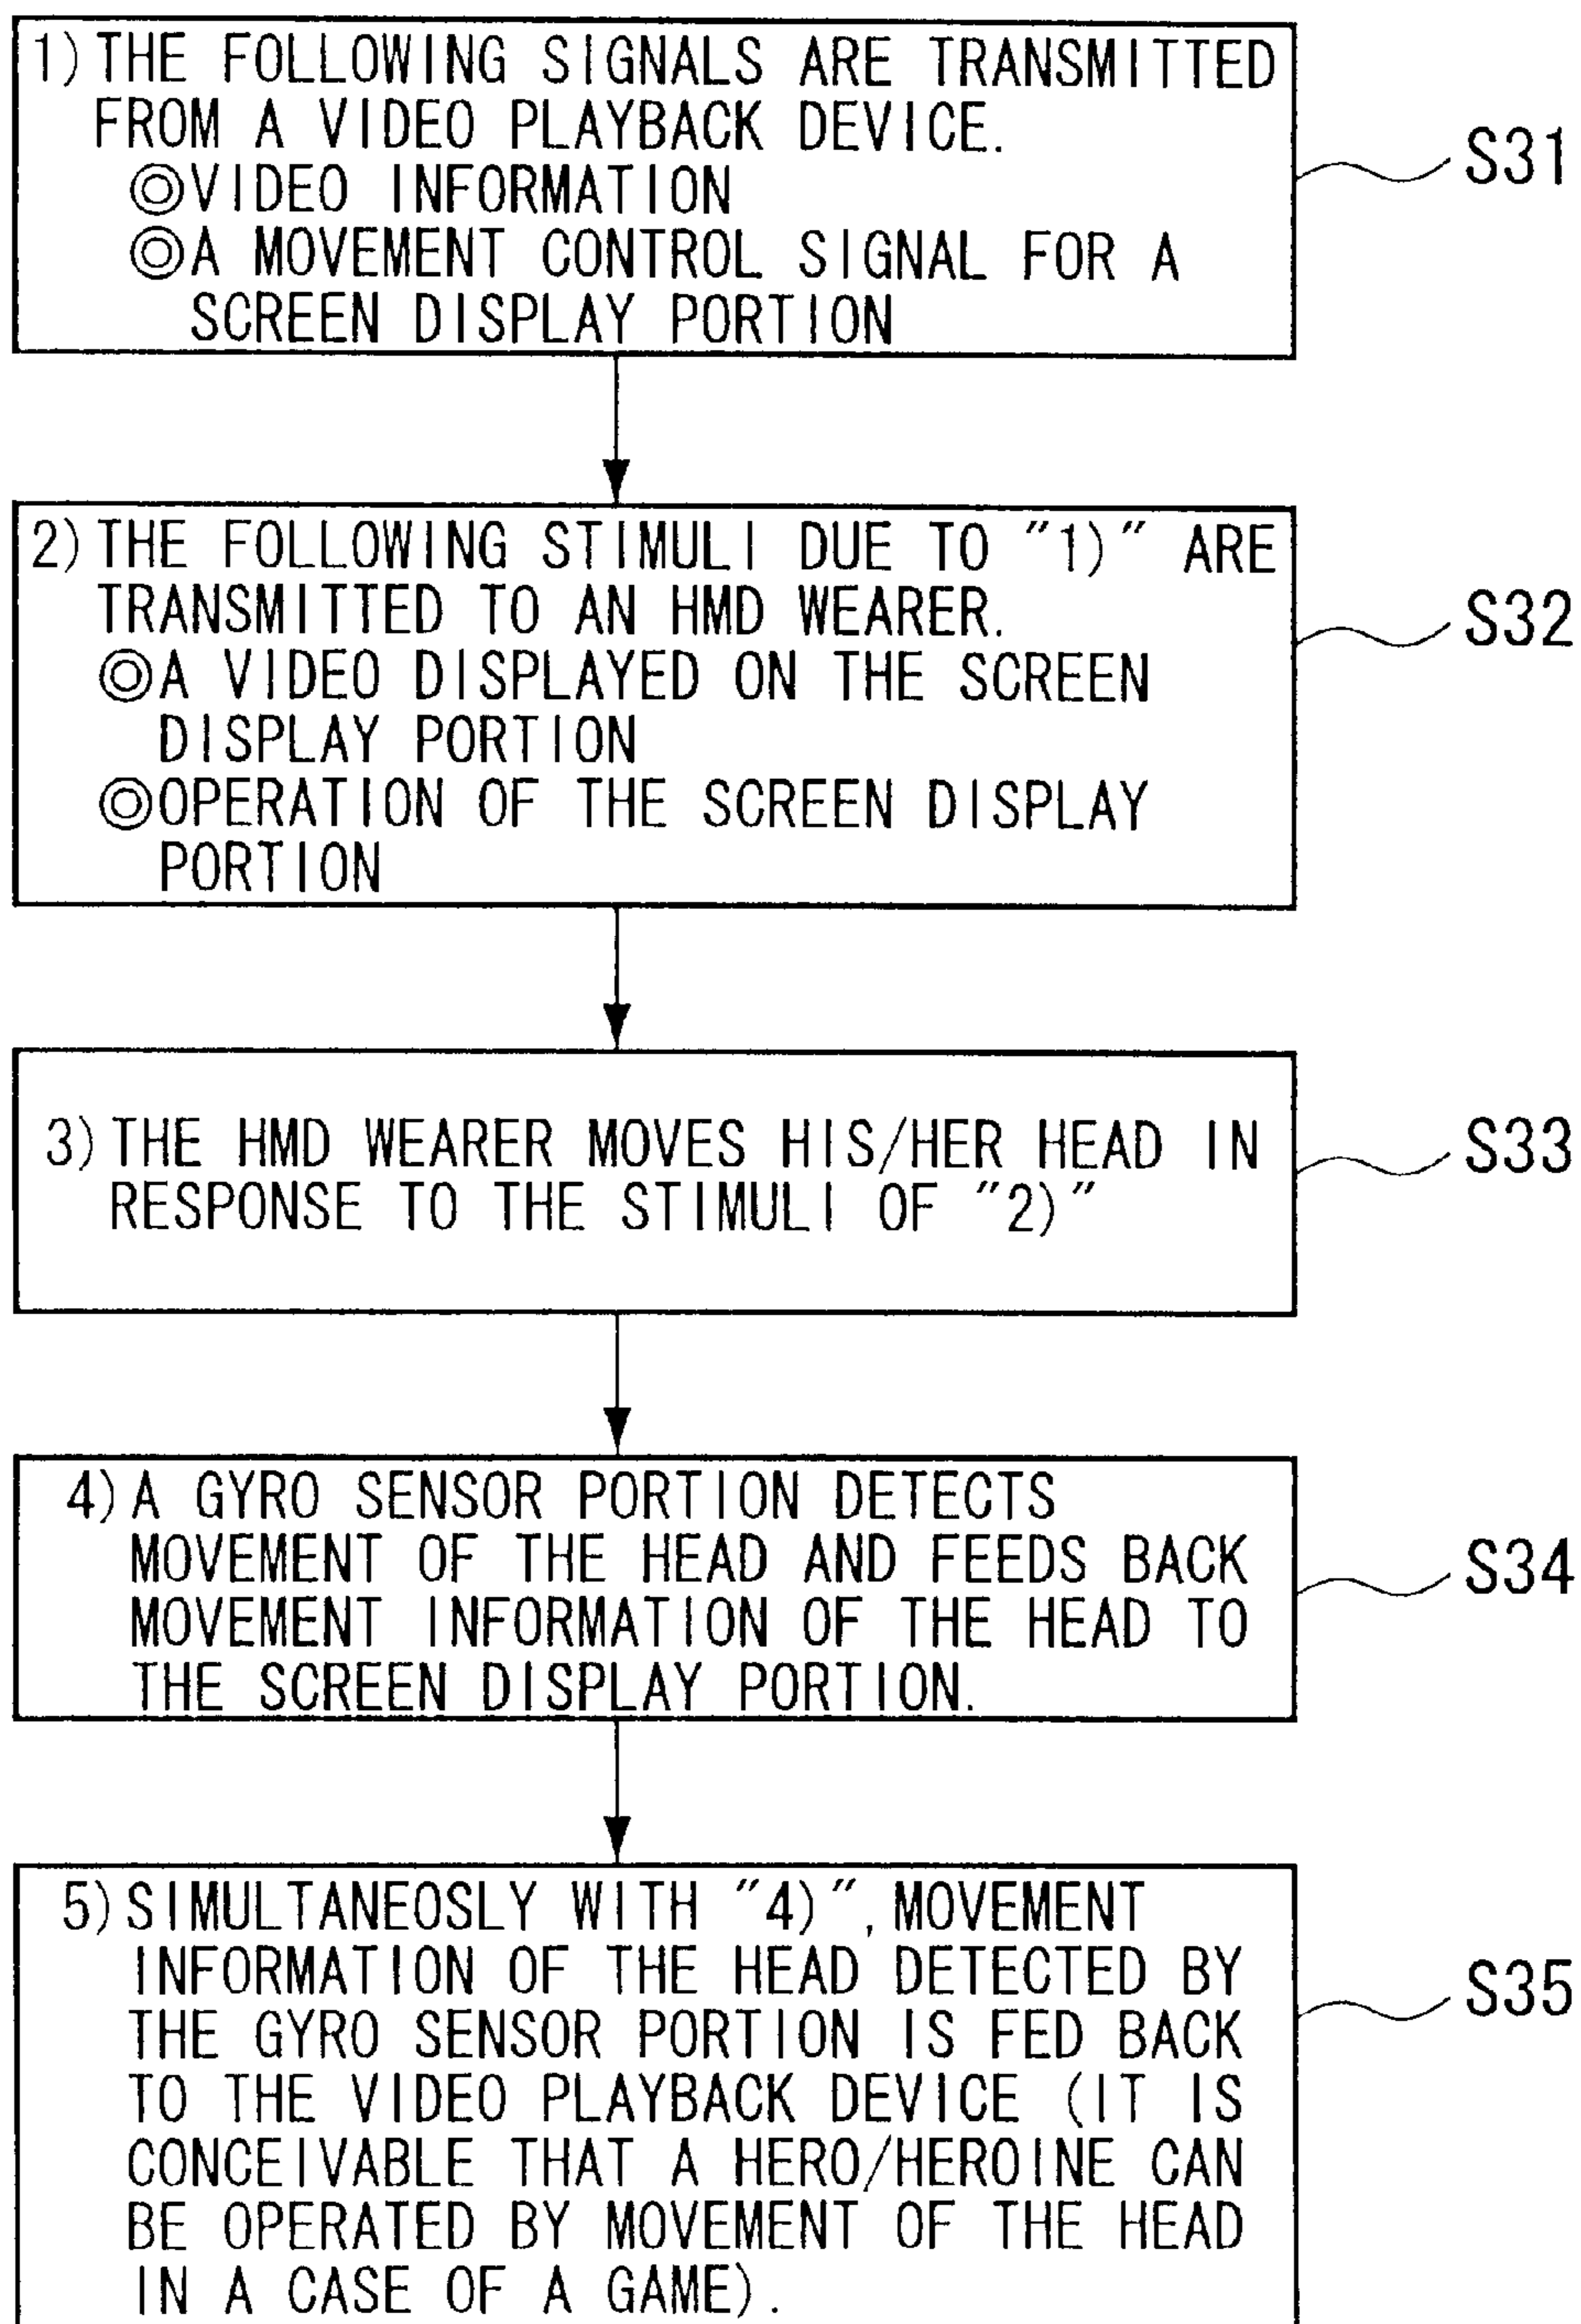 1) THE FOLLOWING SIGNALS ARE TRANSMITTED
FROM A VIDEO PLAYBACK DEVICE.
◎VIDEO INFORMATION
◎A MOVEMENT CONTROL SIGNAL FOR A
SCREEN DISPLAY PORTION
S31
2) THE FOLLOWING STIMULI DUE TO "1)" ARE
TRANSMITTED TO AN HMD WEARER.
◎A VIDEO DISPLAYED ON THE SCREEN
DISPLAY PORTION
◎OPERATION OF THE SCREEN DISPLAY
PORTION
S32
3) THE HMD WEARER MOVES HIS/HER HEAD IN
RESPONSE TO THE STIMULI OF "2)"
S33
4) A GYRO SENSOR PORTION DETECTS
MOVEMENT OF THE HEAD AND FEEDS BACK
MOVEMENT INFORMATION OF THE HEAD TO
THE SCREEN DISPLAY PORTION.
S34
5) SIMULTANEOSLY WITH "4)", MOVEMENT
INFORMATION OF THE HEAD DETECTED BY
THE GYRO SENSOR PORTION IS FED BACK
TO THE VIDEO PLAYBACK DEVICE (IT IS
CONCEIVABLE THAT A HERO/HEROINE CAN
BE OPERATED BY MOVEMENT OF THE HEAD
IN A CASE OF A GAME).
S35